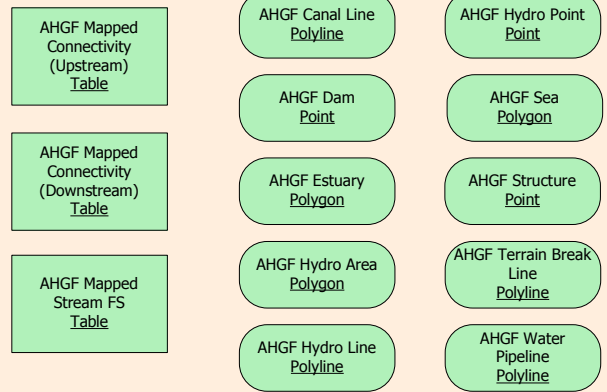 AHGF Mapped
Connectivity
(Upstream)
Table
AHGF Mapped
Connectivity
(Downstream)
Table
AHGF Mapped
Stream FS
Table
AHGF Canal Line
Polyline
AHGF Dam
Point
AHGF Estuary
Polygon
AHGF Hydro Area
Polygon
AHGF Hydro Line
Polyline
AHGF Hydro Point
Point
AHGF Sea
Polygon
AHGF Structure
Point
AHGF Terrain Break
Line
Polyline
AHGF Water
Pipeline
Polyline